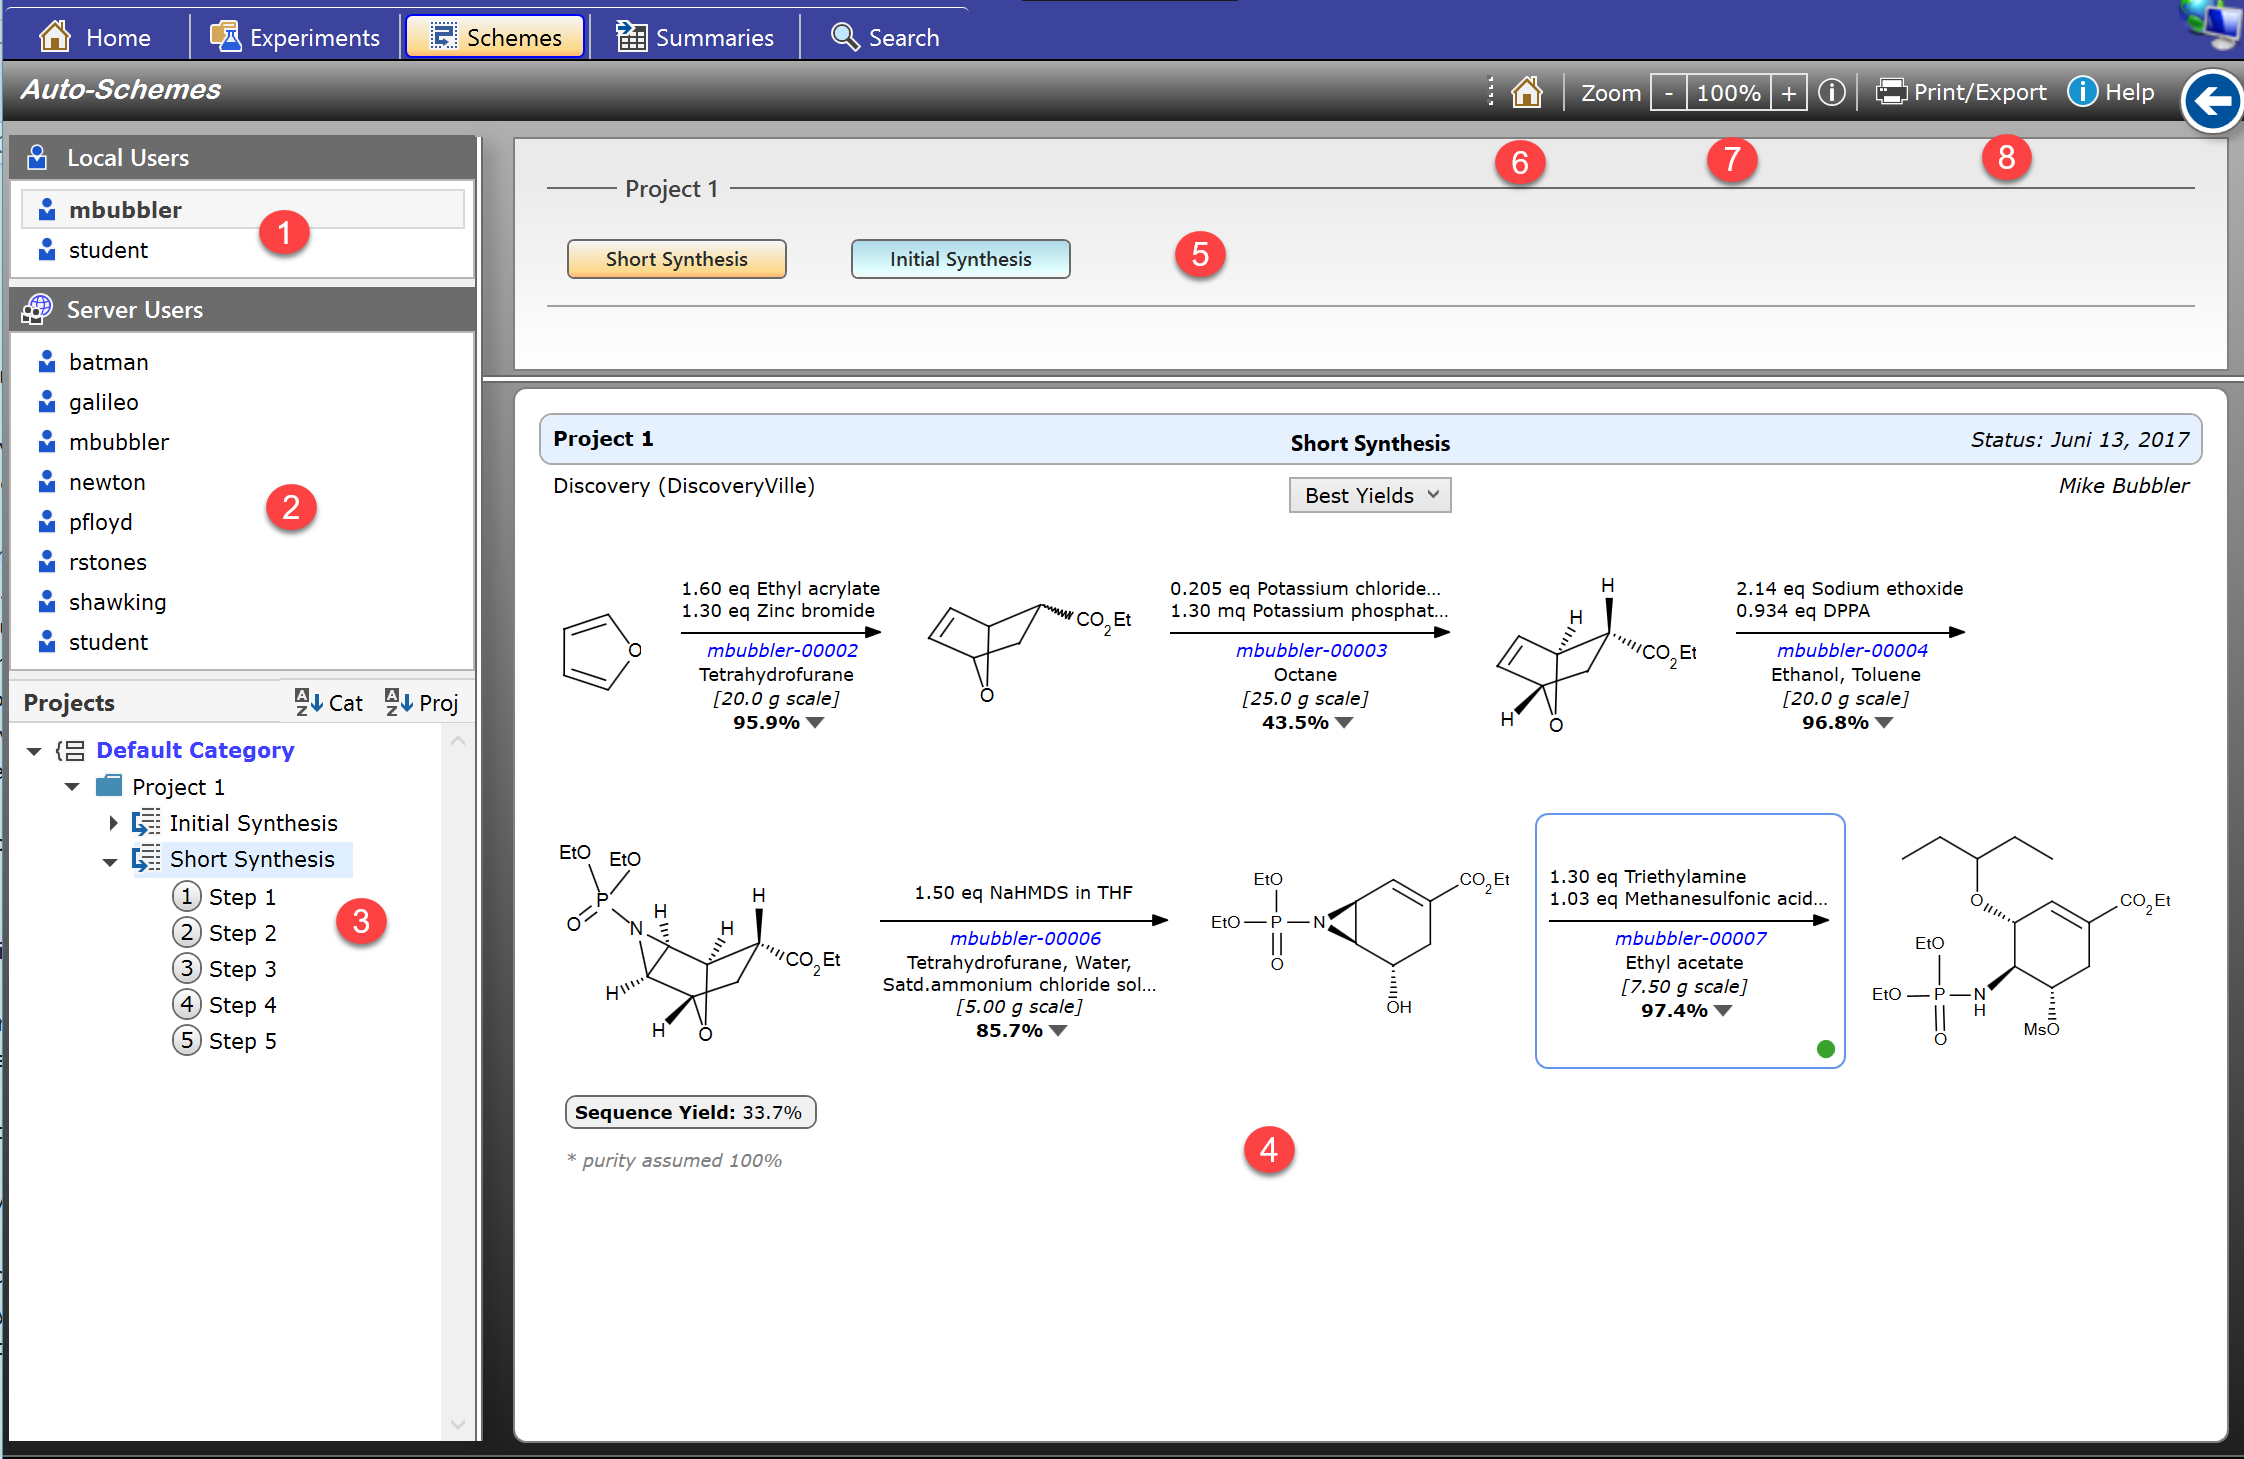 Home Experiments Schemes Summaries Search
Auto-Schemes
Zoom - 100% + Print/Export Help
Local Users
mbubbler
student
1
Server Users
batman
galileo
mbubbler
newton
pfloyd
rstones
shawking
student
2
Projects Cat Proj
Default Category
Project 1
Initial Synthesis
Short Synthesis
1 Step 1
2 Step 2
3 Step 3
4 Step 4
5 Step 5
3
6 7 8
Project 1
Short Synthesis Initial Synthesis 5
Project 1 Short Synthesis Status: Juni 13, 2017
Discovery (DiscoveryVille) Best Yields Mike Bubbler
O
1.60 eq Ethyl acrylate
1.30 eq Zinc bromide
mbubbler-00002
Tetrahydrofurane
[20.0 g scale]
95.9%
CO2Et
O
0.205 eq Potassium chloride...
1.30 mq Potassium phosphat...
mbubbler-00003
Octane
[25.0 g scale]
43.5%
H
H
CO2Et
H O
2.14 eq Sodium ethoxide
0.934 eq DPPA
mbubbler-00004
Ethanol, Toluene
[20.0 g scale]
96.8%
EtO EtO
P H
O N H H
CO2Et
H
H O
1.50 eq NaHMDS in THF
mbubbler-00006
Tetrahydrofurane, Water,
Satd.ammonium chloride sol...
[5.00 g scale]
85.7%
EtO CO2Et
EtO P N
O
OH
1.30 eq Triethylamine
1.03 eq Methanesulfonic acid...
mbubbler-00007
Ethyl acetate
[7.50 g scale]
97.4%
O CO2Et
EtO
EtO P N
H
O MsO
Sequence Yield: 33.7%
* purity assumed 100%
4